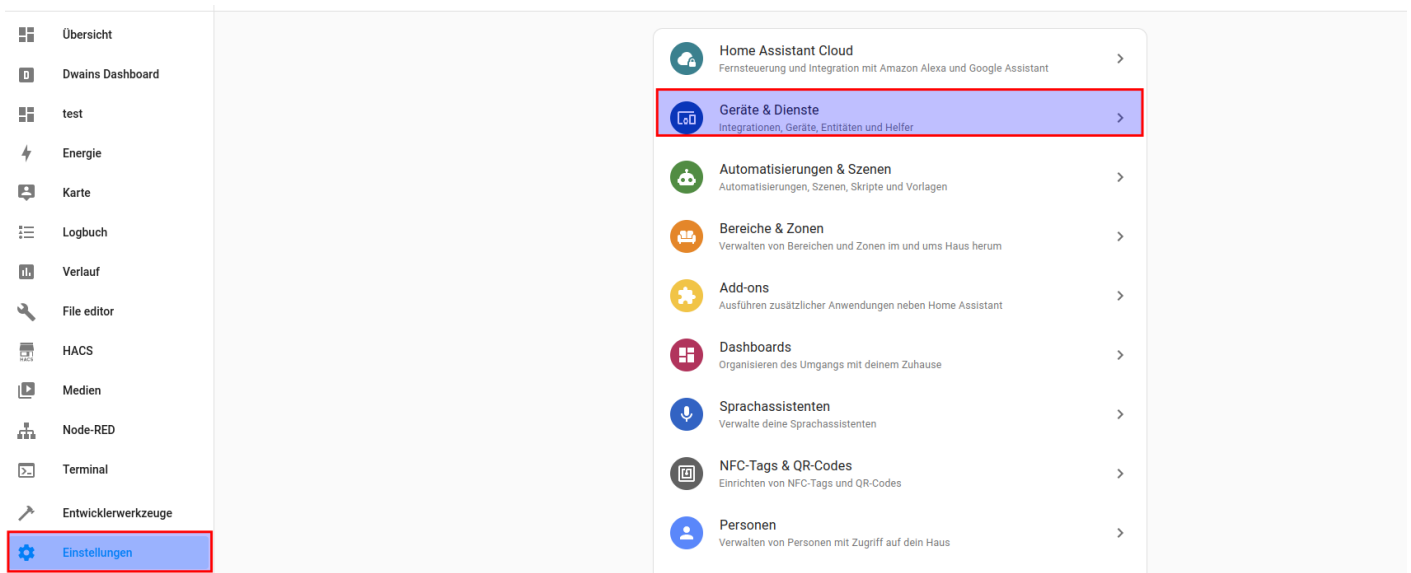 Übersicht
Dwains Dashboard
test
Energie
Karte
Logbuch
Verlauf
File editor
HACS
HACS
Medien
Node-RED
Terminal
Entwicklerwerkzeuge
Einstellungen
Home Assistant Cloud
Fernsteuerung und Integration mit Amazon Alexa und Google Assistant
Geräte & Dienste
Integrationen, Geräte, Entitäten und Helfer
Automatisierungen & Szenen
Automatisierungen, Szenen, Skripte und Vorlagen
Bereiche & Zonen
Verwalten von Bereichen und Zonen im und ums Haus herum
Add-ons
Ausführen zusätzlicher Anwendungen neben Home Assistant
Dashboards
Organisieren des Umgangs mit deinem Zuhause
Sprachassistenten
Verwalte deine Sprachassistenten
NFC-Tags & QR-Codes
Einrichten von NFC-Tags und QR-Codes
Personen
Verwalten von Personen mit Zugriff auf dein Haus